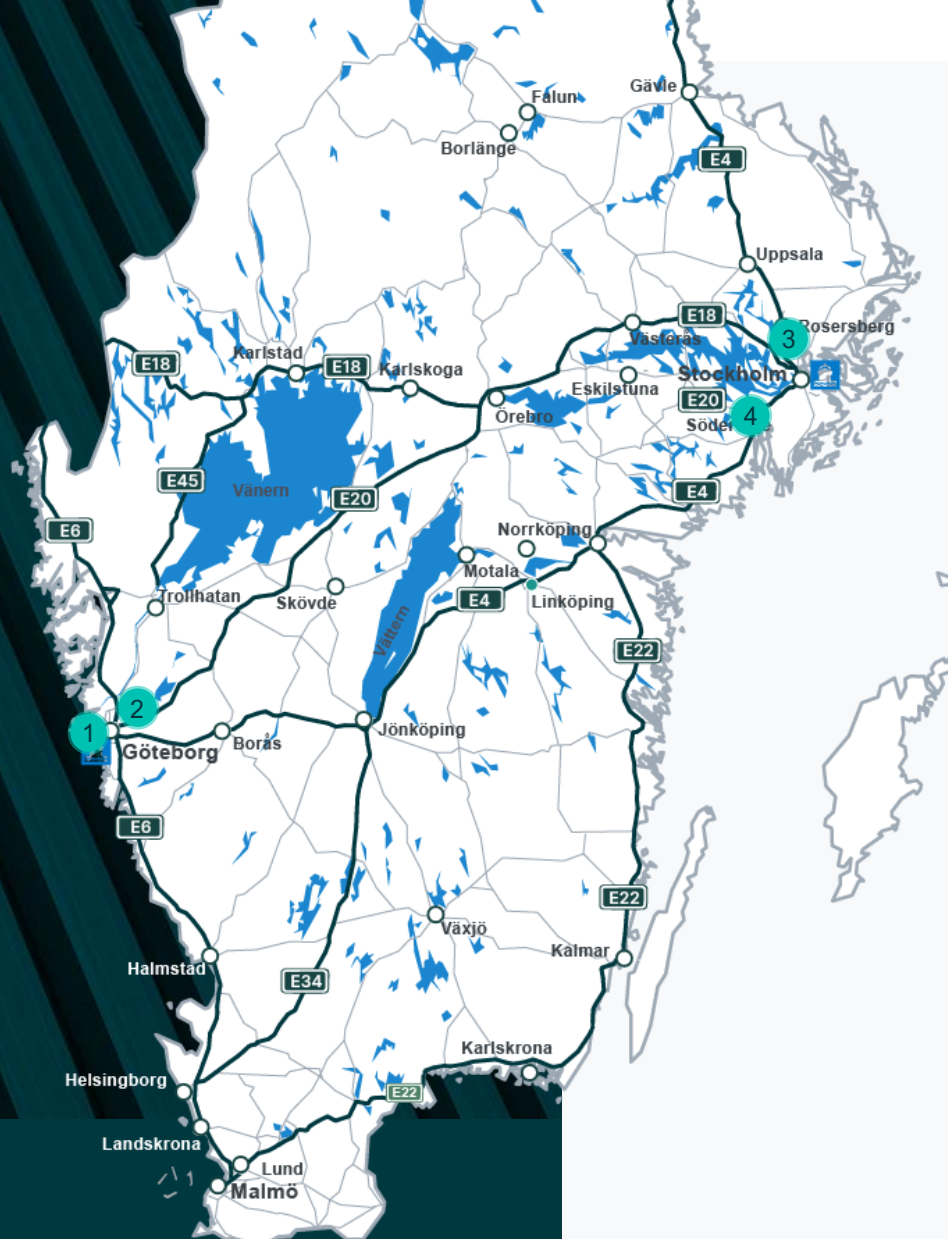 Falun
Gävle
Borlänge
E4
Uppsala
E18
Rosersberg
3
Västerås
Karlstad
E18
E18
Karlskoga
Stockholm
Eskilstuna
E20
Örebro
4
E45
Vänern
E20
E4
E6
Norrköping
Motala
Trollhatan
Skövde
E4
Linköping
Vättern
E22
2
1
Göteborg
Borås
Jönköping
E6
E22
Växjö
Kalmar
Halmstad
E34
Karlskrona
Helsingborg
E22
Landskrona
Lund
Malmö